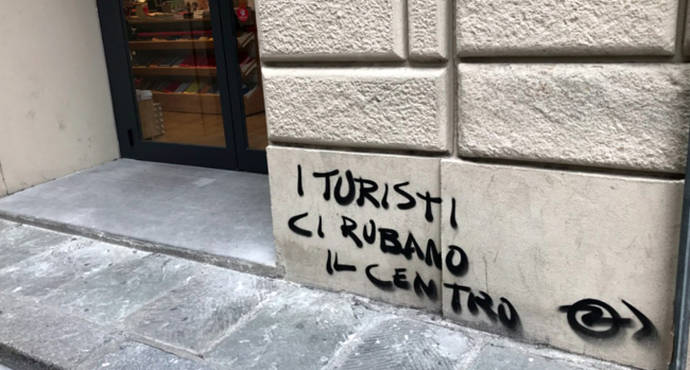 I TURISTI
CI RUBANO
IL CENTRO